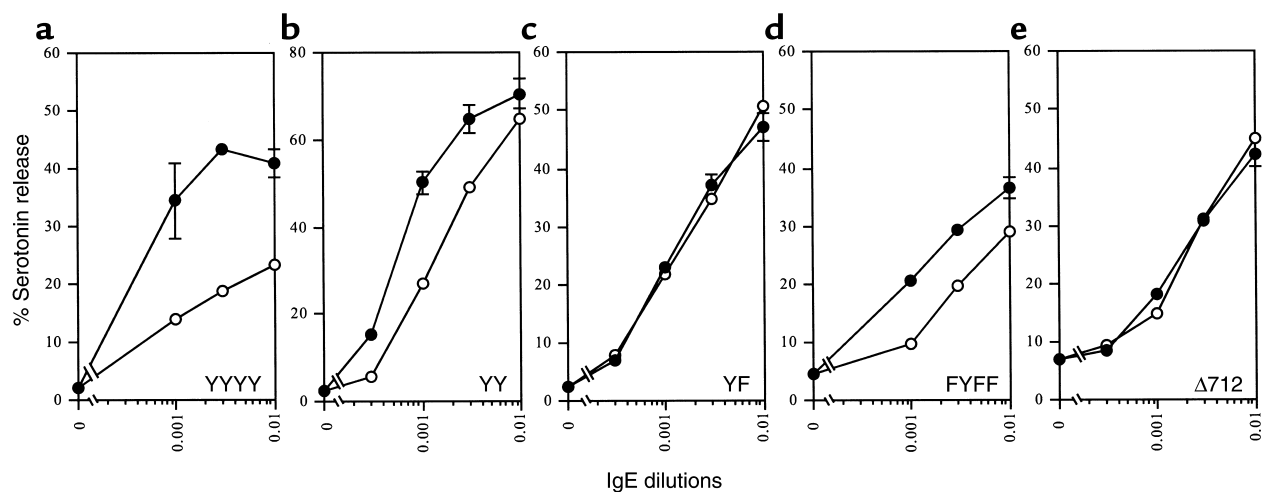 a b c d e
60 80 60 60 60
50 60 50 50 50
40 40 40 40 40
30 20 30 30 30
20 0 20 20 20
10 10 10 10
0 0 0 0
% Serotonin release
YYYY YY YF FYFF Δ712
0 0.001 0.01 0 0.001 0.01 0 0.001 0.01 0 0.001 0.01 0 0.001 0.01
IgE dilutions